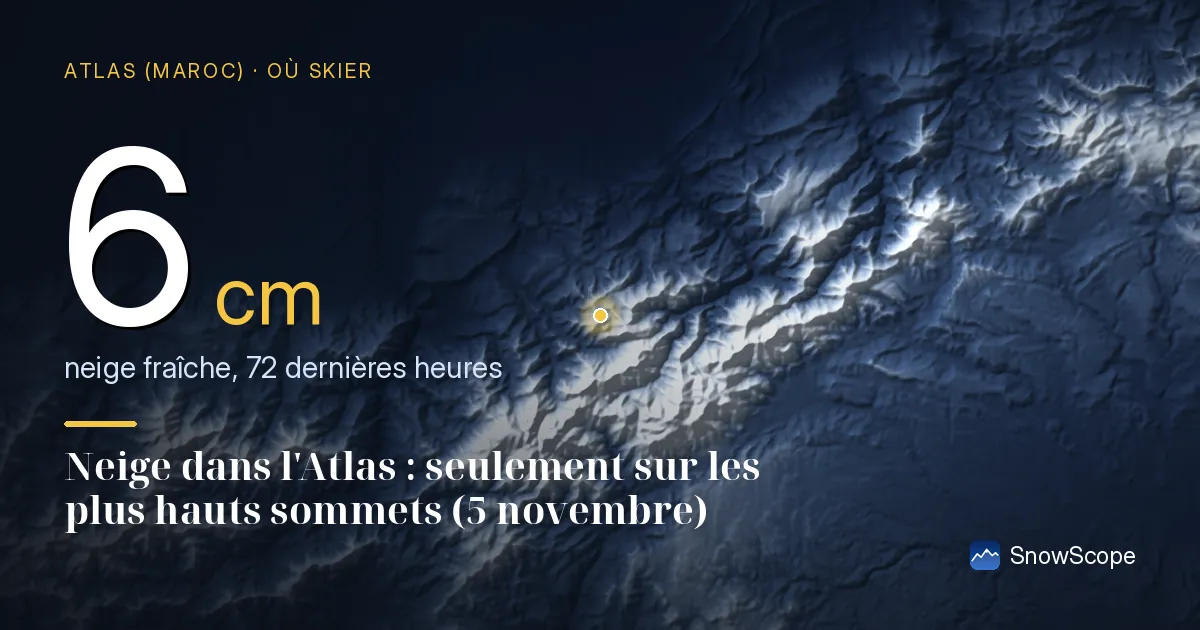 ATLAS (MAROC) · OÙ SKIER
6 cm
neige fraîche, 72 dernières heures
Neige dans l'Atlas : seulement sur les
plus hauts sommets (5 novembre)
SnowScope